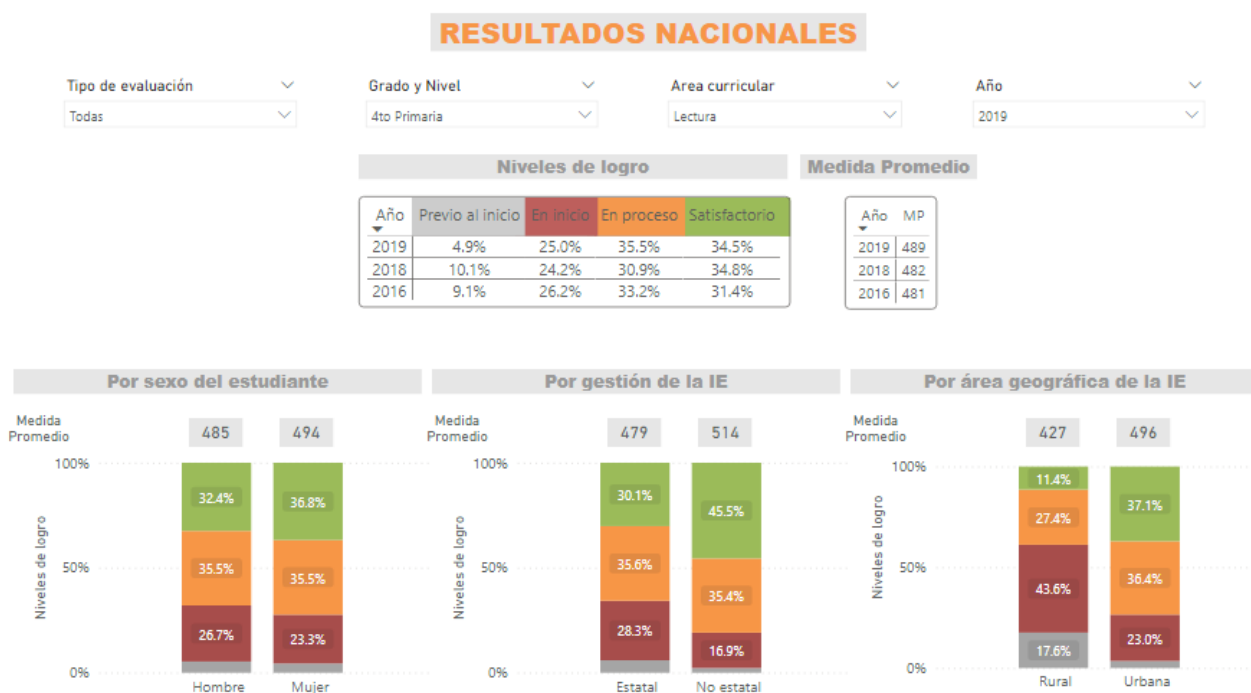 RESULTADOS NACIONALES
Tipo de evaluación
Grado y Nivel
Area curricular
Año
Todas
4to Primaria
Lectura
2019
Niveles de logro
Medida Promedio
Año Previo al inicio En inicio En proceso Satisfactorio
2019 4.9% 25.0% 35.5% 34.5%
2018 10.1% 24.2% 30.9% 34.8%
2016 9.1% 26.2% 33.2% 31.4%
Año MP
2019 489
2018 482
2016 481
Por sexo del estudiante
Medida
Promedio
485 494
100%
50%
0%
Niveles de logro
32.4% 36.8%
35.5% 35.5%
26.7% 23.3%
Hombre Mujer
Por gestión de la IE
Medida
Promedio
479 514
100%
50%
0%
Niveles de logro
30.1% 45.5%
35.6% 35.4%
28.3% 16.9%
Estatal No estatal
Por área geográfica de la IE
Medida
Promedio
427 496
100%
50%
0%
Niveles de logro
11.4% 37.1%
27.4% 36.4%
43.6% 23.0%
17.6%
Rural Urbana